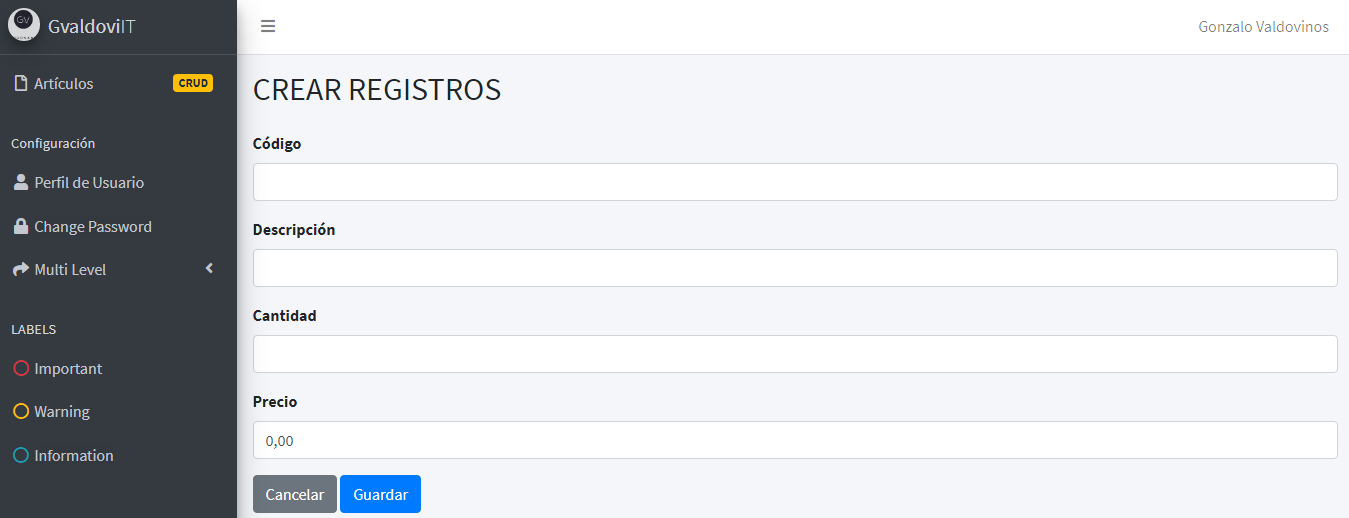 GV
GvaldoviIT
Gonzalo Valdovinos
Artículos
CRUD
Configuración
Perfil de Usuario
Change Password
Multi Level
LABELS
Important
Warning
Information
CREAR REGISTROS
Código
Descripción
Cantidad
Precio
0,00
Cancelar
Guardar